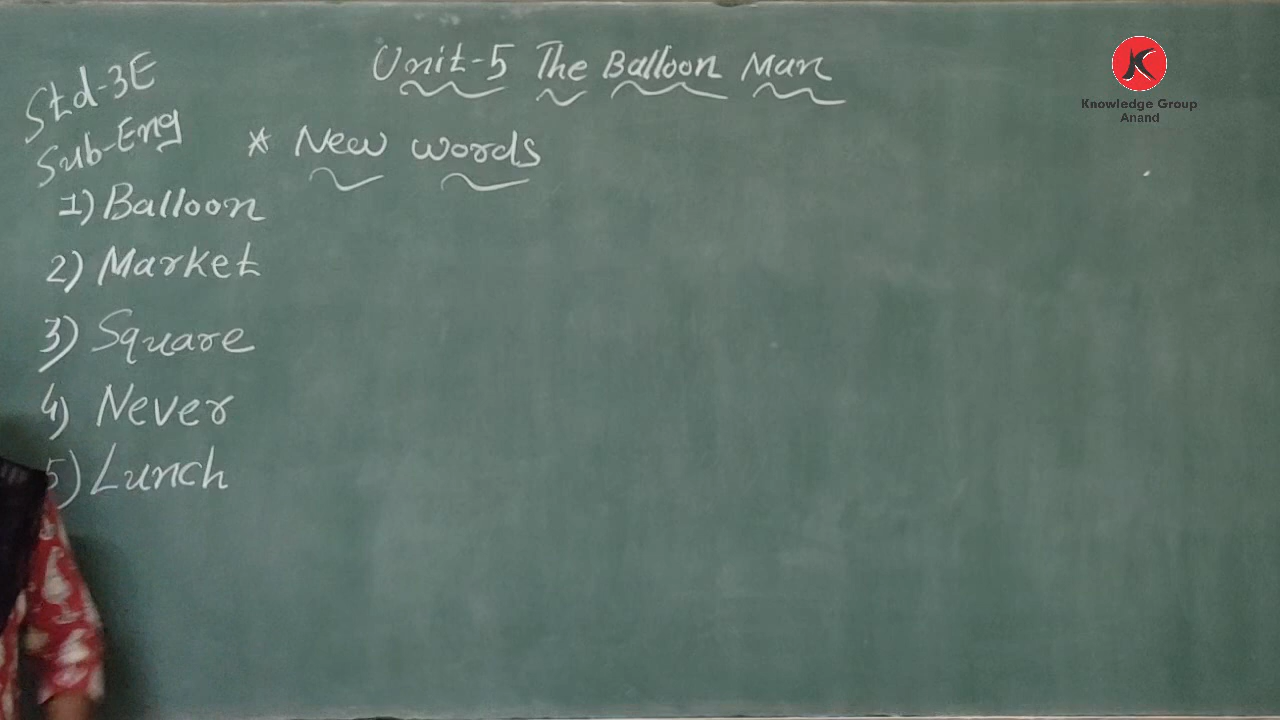 Unit-5 The Balloon Man
Std-3E
Sub-Eng
* New words
1) Balloon
2) Market
3) Square
4) Never
5) Lunch
K
Knowledge Group
Anand